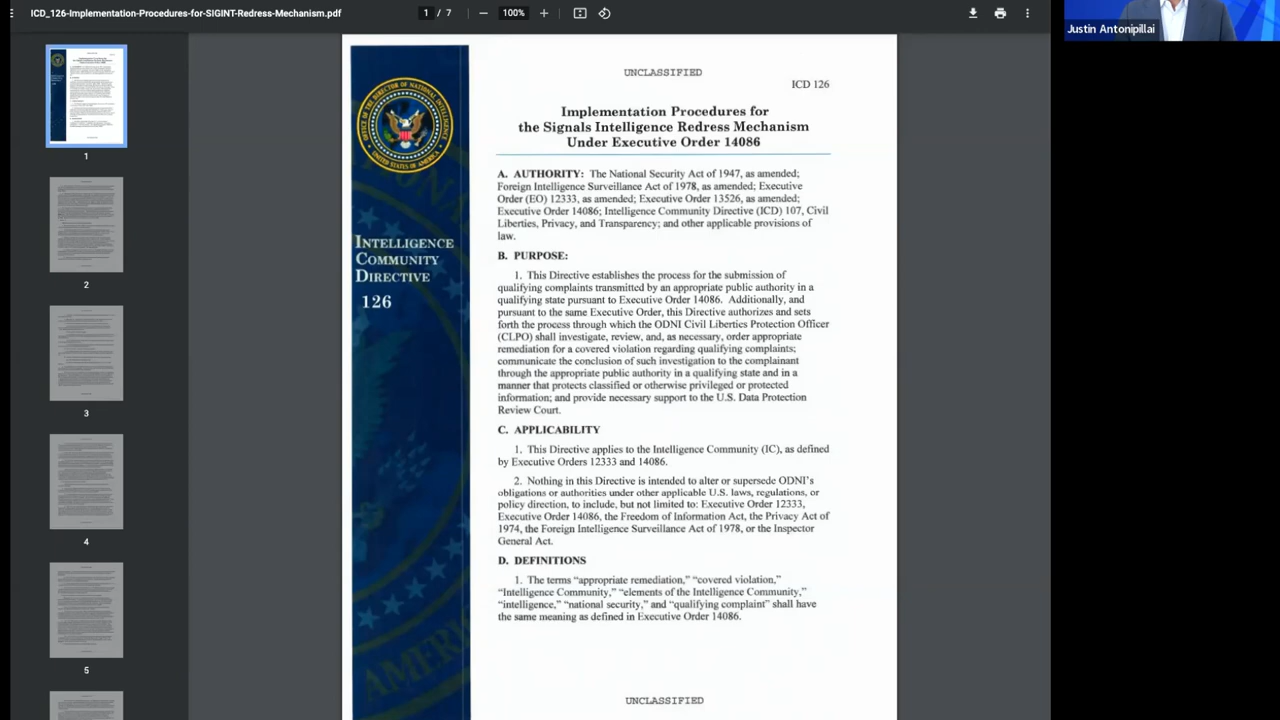 ICD_126-Implementation-Procedures-for-SIGINT-Redress-Mechanism.pdf
1 / 7
100%
Justin Antonipillai
1
2
3
4
5
OFFICE OF THE DIRECTOR OF NATIONAL INTELLIGENCE
UNITED STATES OF AMERICA
INTELLIGENCE
COMMUNITY
DIRECTIVE
126
AMERI
UNCLASSIFIED
ICD 126
Implementation Procedures for
the Signals Intelligence Redress Mechanism
Under Executive Order 14086
A. AUTHORITY: The National Security Act of 1947, as amended;
Foreign Intelligence Surveillance Act of 1978, as amended; Executive
Order (EO) 12333, as amended; Executive Order 13526, as amended;
Executive Order 14086; Intelligence Community Directive (ICD) 107, Civil
Liberties, Privacy, and Transparency; and other applicable provisions of
law.
B. PURPOSE:
1. This Directive establishes the process for the submission of
qualifying complaints transmitted by an appropriate public authority in a
qualifying state pursuant to Executive Order 14086. Additionally, and
pursuant to the same Executive Order, this Directive authorizes and sets
forth the process through which the ODNI Civil Liberties Protection Officer
(CLPO) shall investigate, review, and, as necessary, order appropriate
remediation for a covered violation regarding qualifying complaints;
communicate the conclusion of such investigation to the complainant
through the appropriate public authority in a qualifying state and in a
manner that protects classified or otherwise privileged or protected
information; and provide necessary support to the U.S. Data Protection
Review Court.
C. APPLICABILITY
1. This Directive applies to the Intelligence Community (IC), as defined
by Executive Orders 12333 and 14086.
2. Nothing in this Directive is intended to alter or supersede ODNI's
obligations or authorities under other applicable U.S. laws, regulations, or
policy direction, to include, but not limited to: Executive Order 12333,
Executive Order 14086, the Freedom of Information Act, the Privacy Act of
1974, the Foreign Intelligence Surveillance Act of 1978, or the Inspector
General Act.
D. DEFINITIONS
1. The terms “appropriate remediation,” “covered violation,”
“Intelligence Community,” “elements of the Intelligence Community,”
“intelligence,” “national security,” and “qualifying complaint” shall have
the same meaning as defined in Executive Order 14086.
UNCLASSIFIED